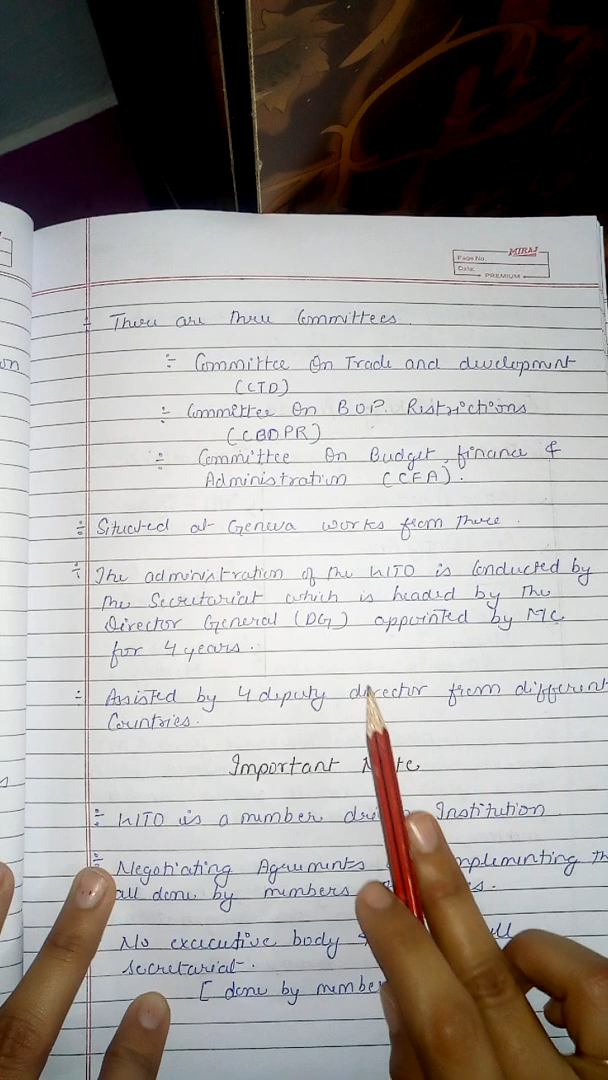 MIRAJ
Page No.
Date:
PREMIUM
÷ There are three Committees.
÷ Committee On Trade and development
(CTD)
÷ Committee On B.O.P. Restrictions
(CBOPR)
÷ Committee On Budget, finance &
Administration (CFA).
÷ Situated at Geneva works from there.
÷ The administration of the WTO is Conducted by
the Secretariat which is headed by the
Director General (DG) appointed by MC
for 4 years.
÷ Assisted by 4 deputy director from different
Countries.
Important Note
÷ WTO is a member Institution
÷ Negotiating Agreements implementing
all done by members
No executive body &
secretariat.
[ done by member
on